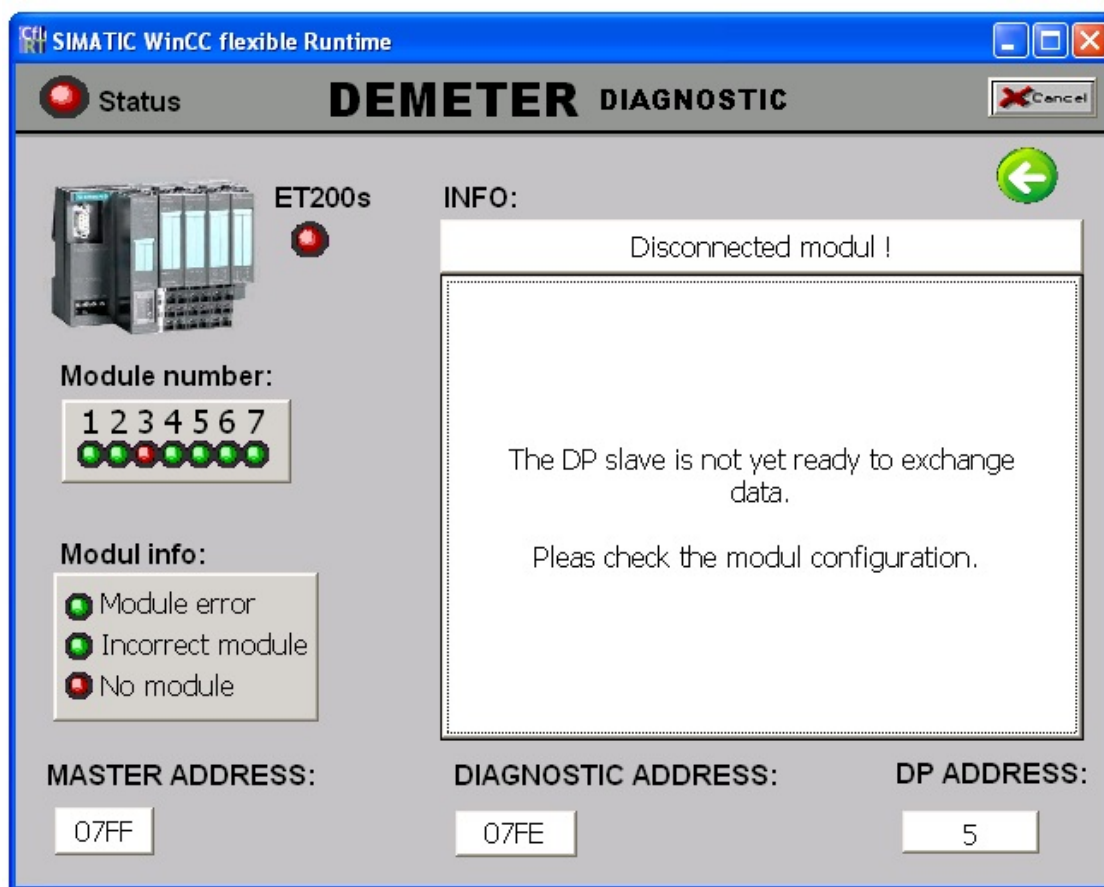 SIMATIC WinCC flexible Runtime
Status
DEMETER DIAGNOSTIC
Cancel
ET200s
INFO:
Disconnected modul !
The DP slave is not yet ready to exchange
data.
Pleas check the modul configuration.
Module number:
1 2 3 4 5 6 7
Modul info:
Module error
Incorrect module
No module
MASTER ADDRESS:
07FF
DIAGNOSTIC ADDRESS:
07FE
DP ADDRESS:
5